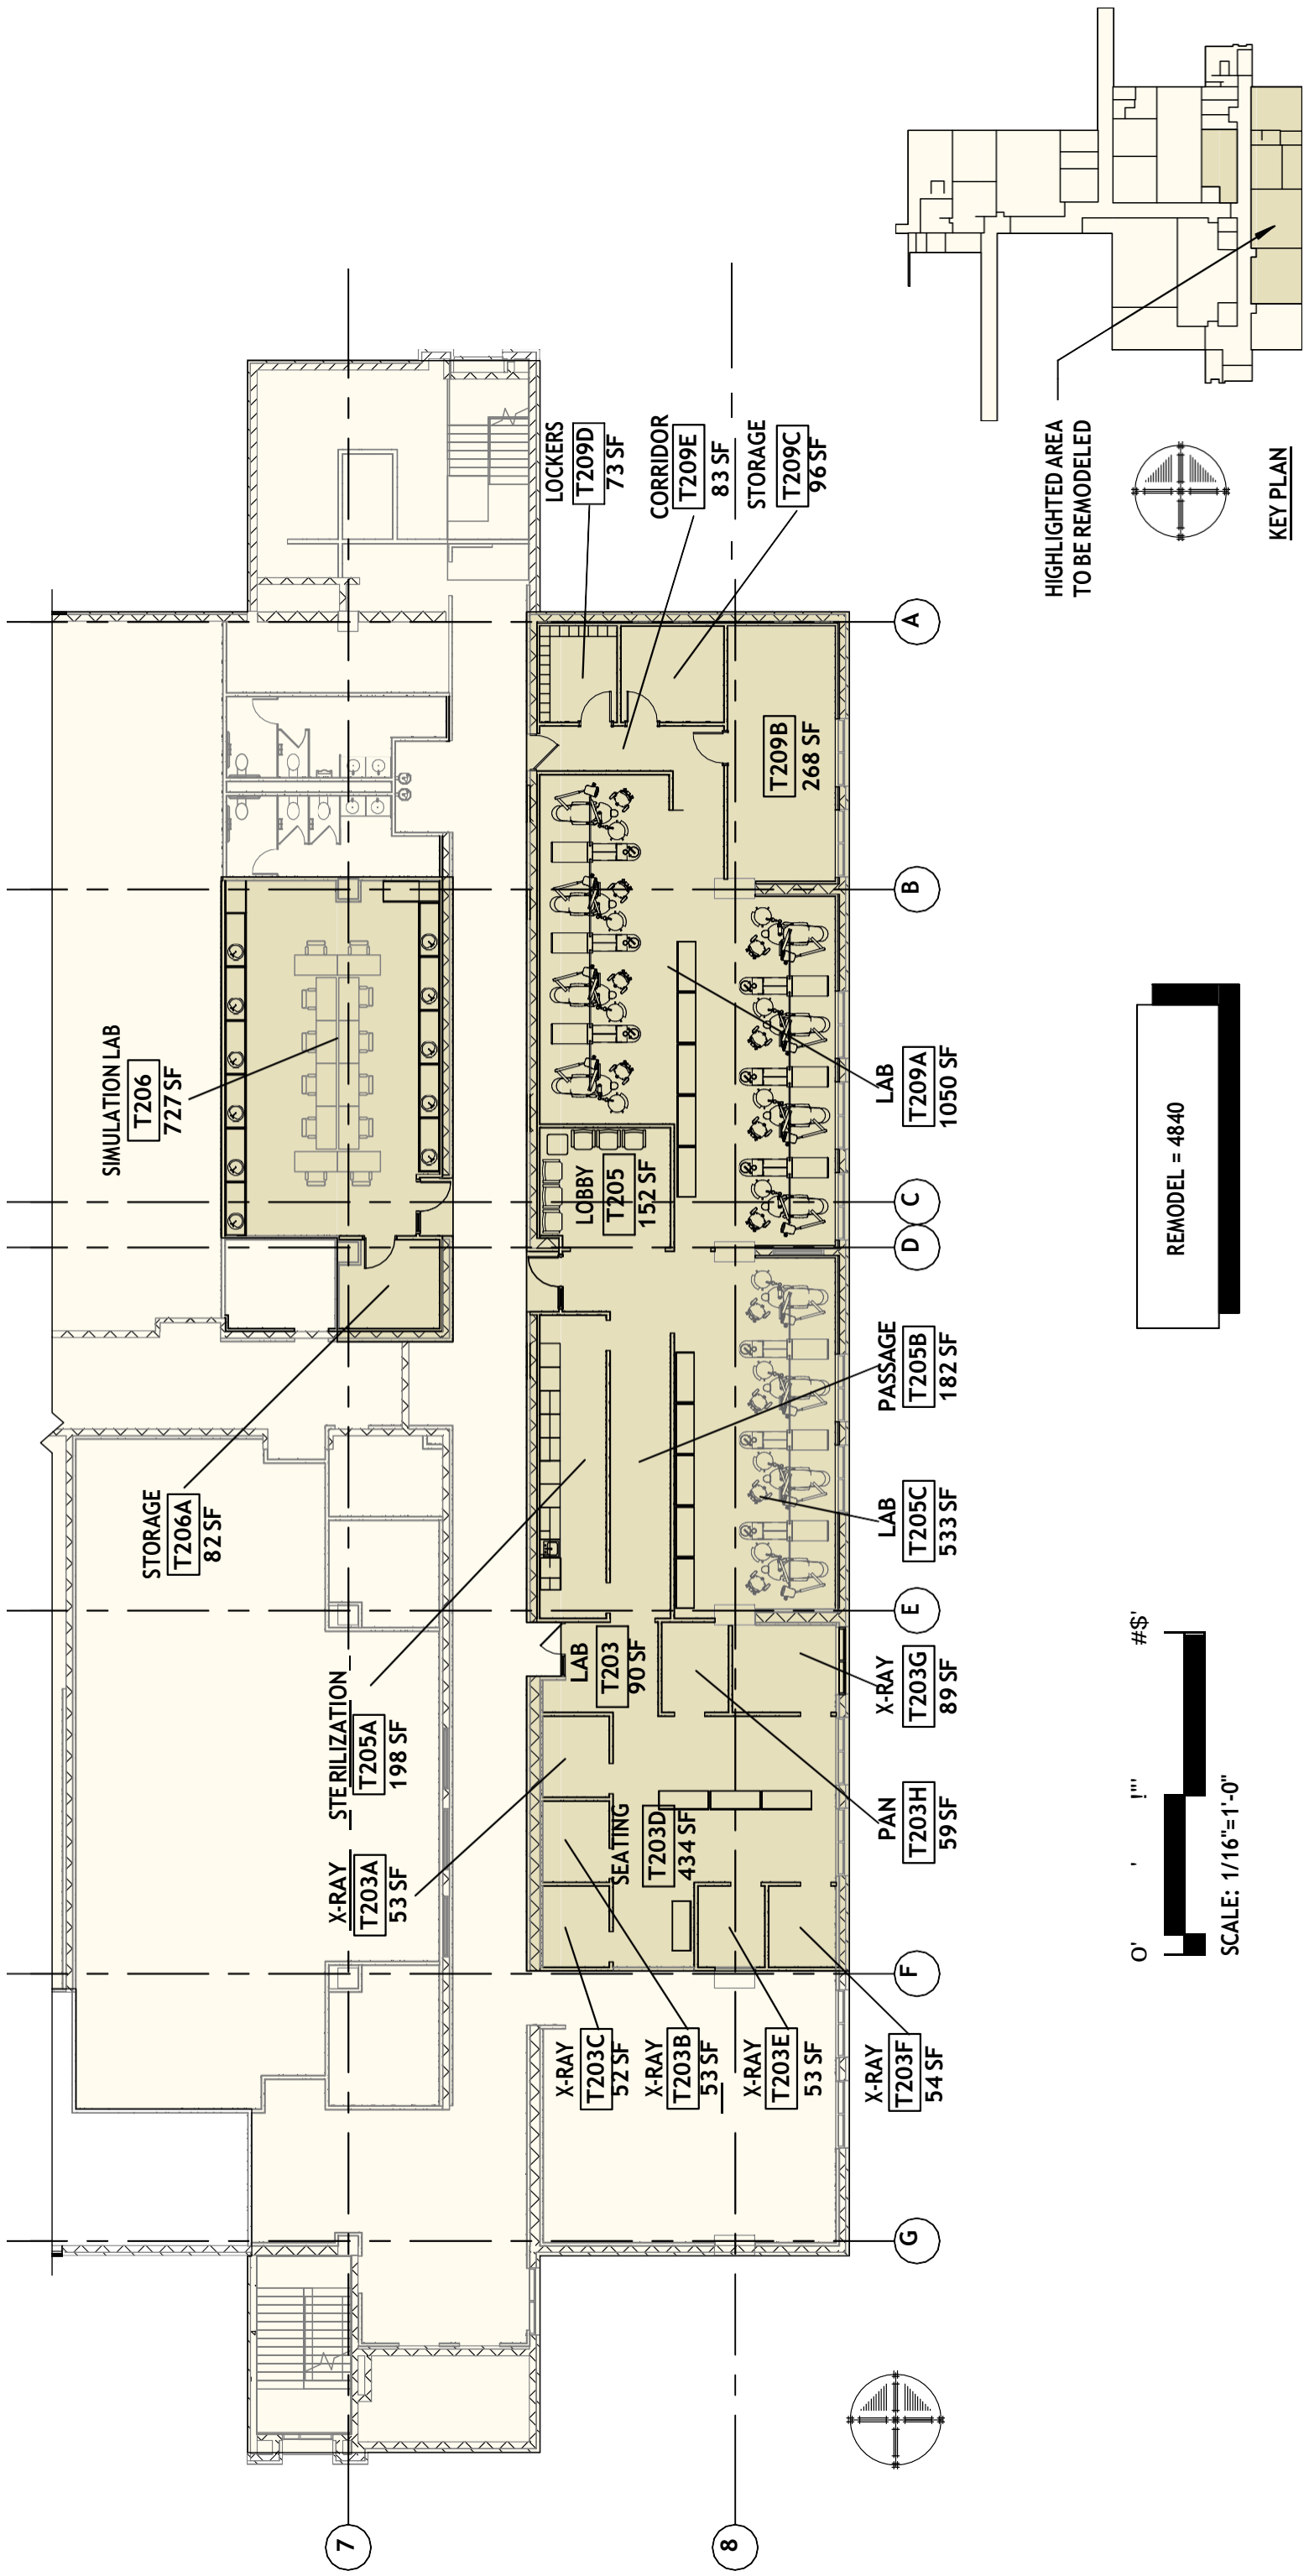 SIMULATION LAB
T206
727 SF
STORAGE
T206A
82 SF
STERILIZATION
T205A
198 SF
X-RAY
T203A
53 SF
LOCKERS
T209D
73 SF
CORRIDOR
T209E
83 SF
STORAGE
T209C
96 SF
T209B
268 SF
LOBBY
T205
152 SF
LAB
T209A
1050 SF
PASSAGE
T205B
182 SF
LAB
T205C
533 SF
LAB
T203
90 SF
X-RAY
T203G
89 SF
PAN
T203H
59 SF
SEATING
T203D
434 SF
X-RAY
T203C
52 SF
X-RAY
T203B
53 SF
X-RAY
T203E
53 SF
X-RAY
T203F
54 SF
A
B
C
D
E
F
G
7
8
HIGHLIGHTED AREA
TO BE REMODELED
KEY PLAN
REMODEL = 4840
O' ' !"' #$'
SCALE: 1/16"=1'-0"